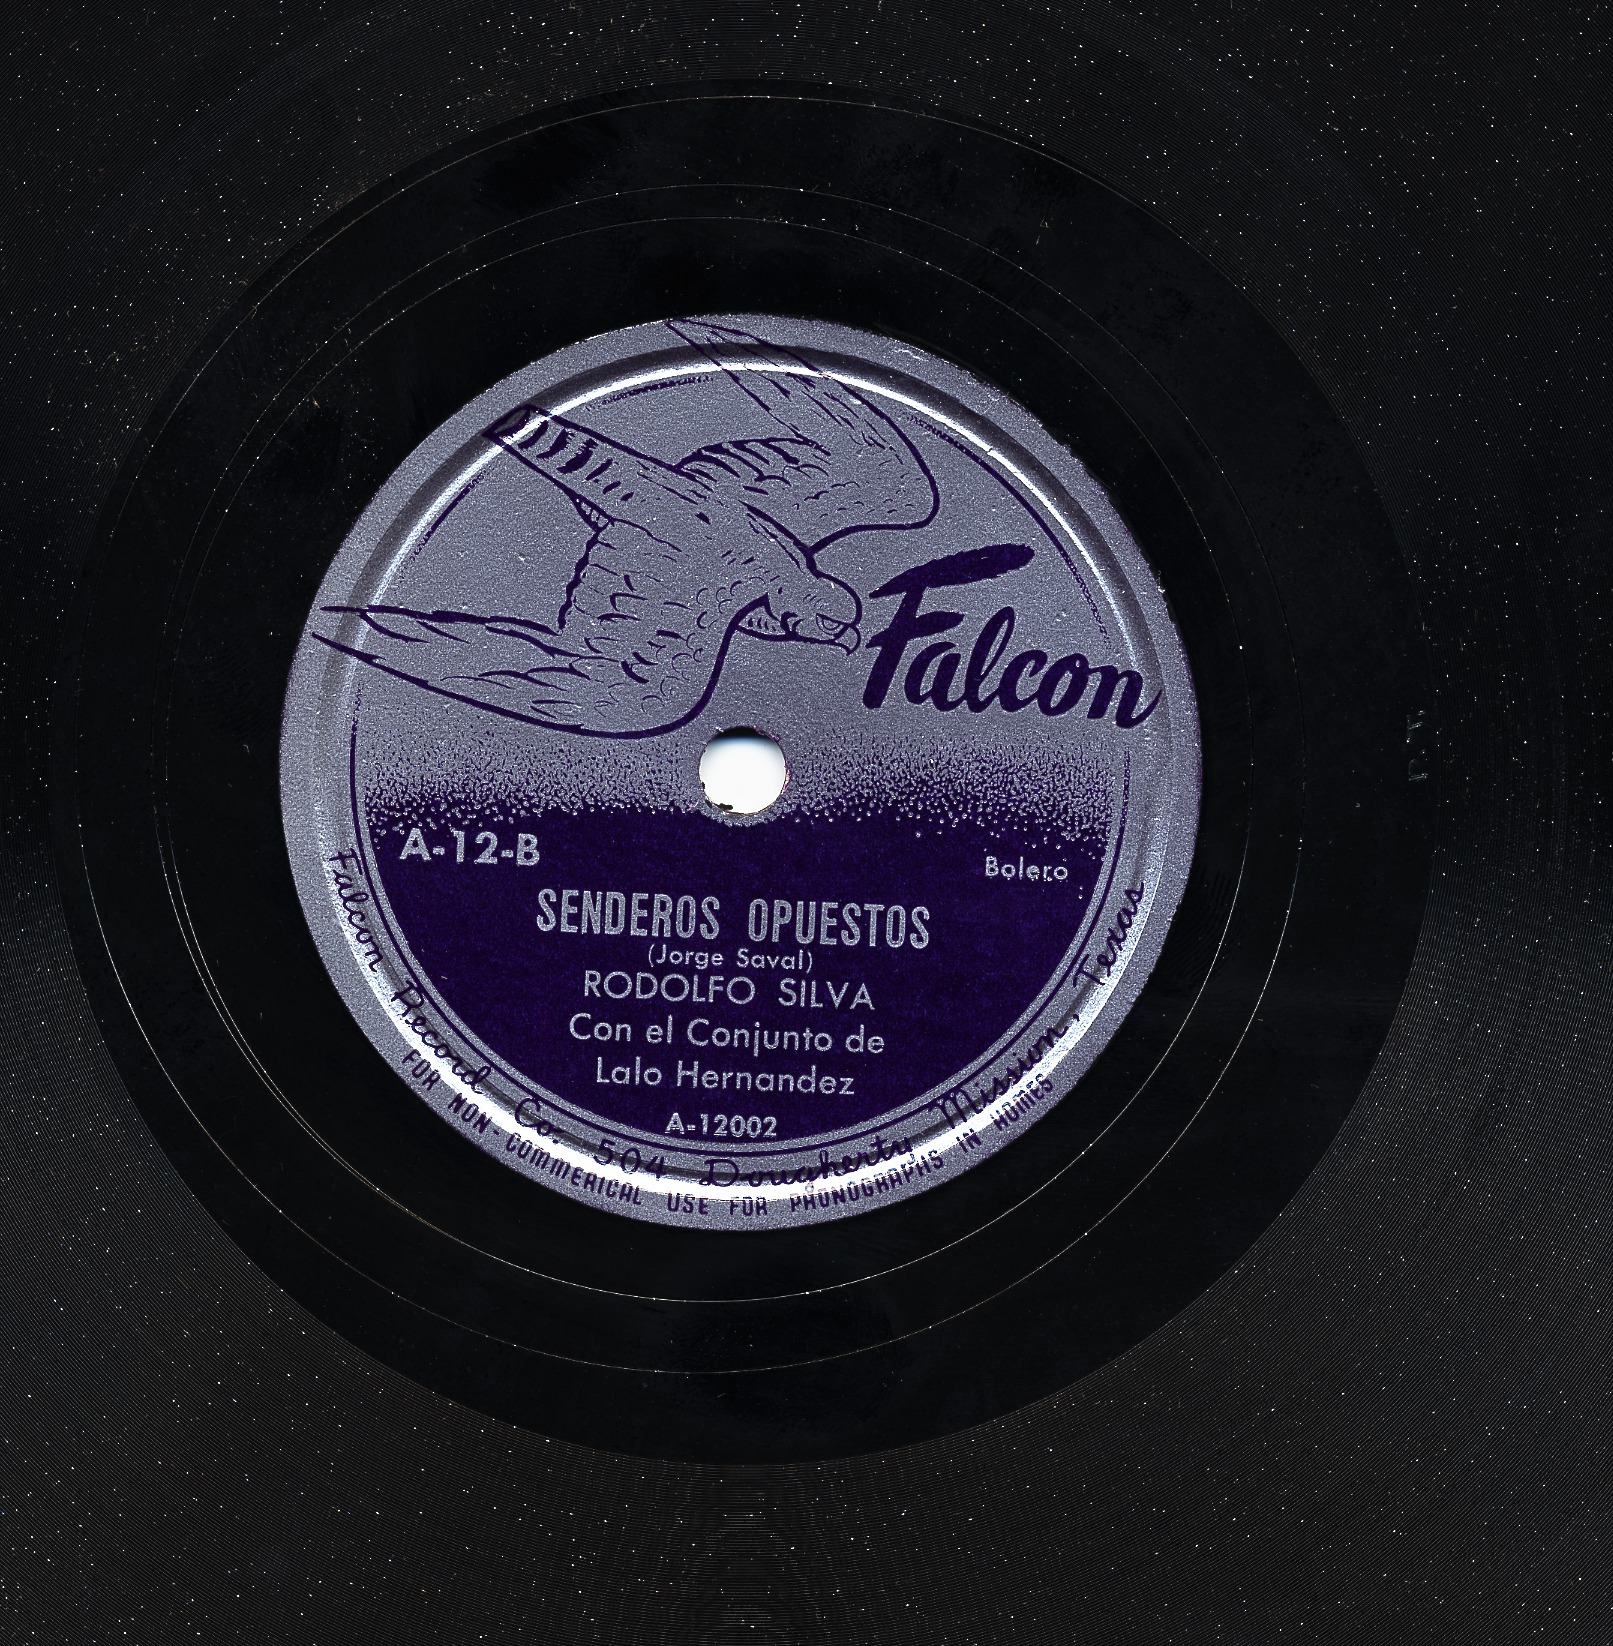 Falcon
A-12-B
Bolero
SENDEROS OPUESTOS
(Jorge Saval)
RODOLFO SILVA
Con el Conjunto de
Lalo Hernandez
A-12002
Falcon Record Co. 504 Dougherty Mission, Texas
FOR NON-COMMERICAL USE FOR PHONOGRAPHS IN HOMES